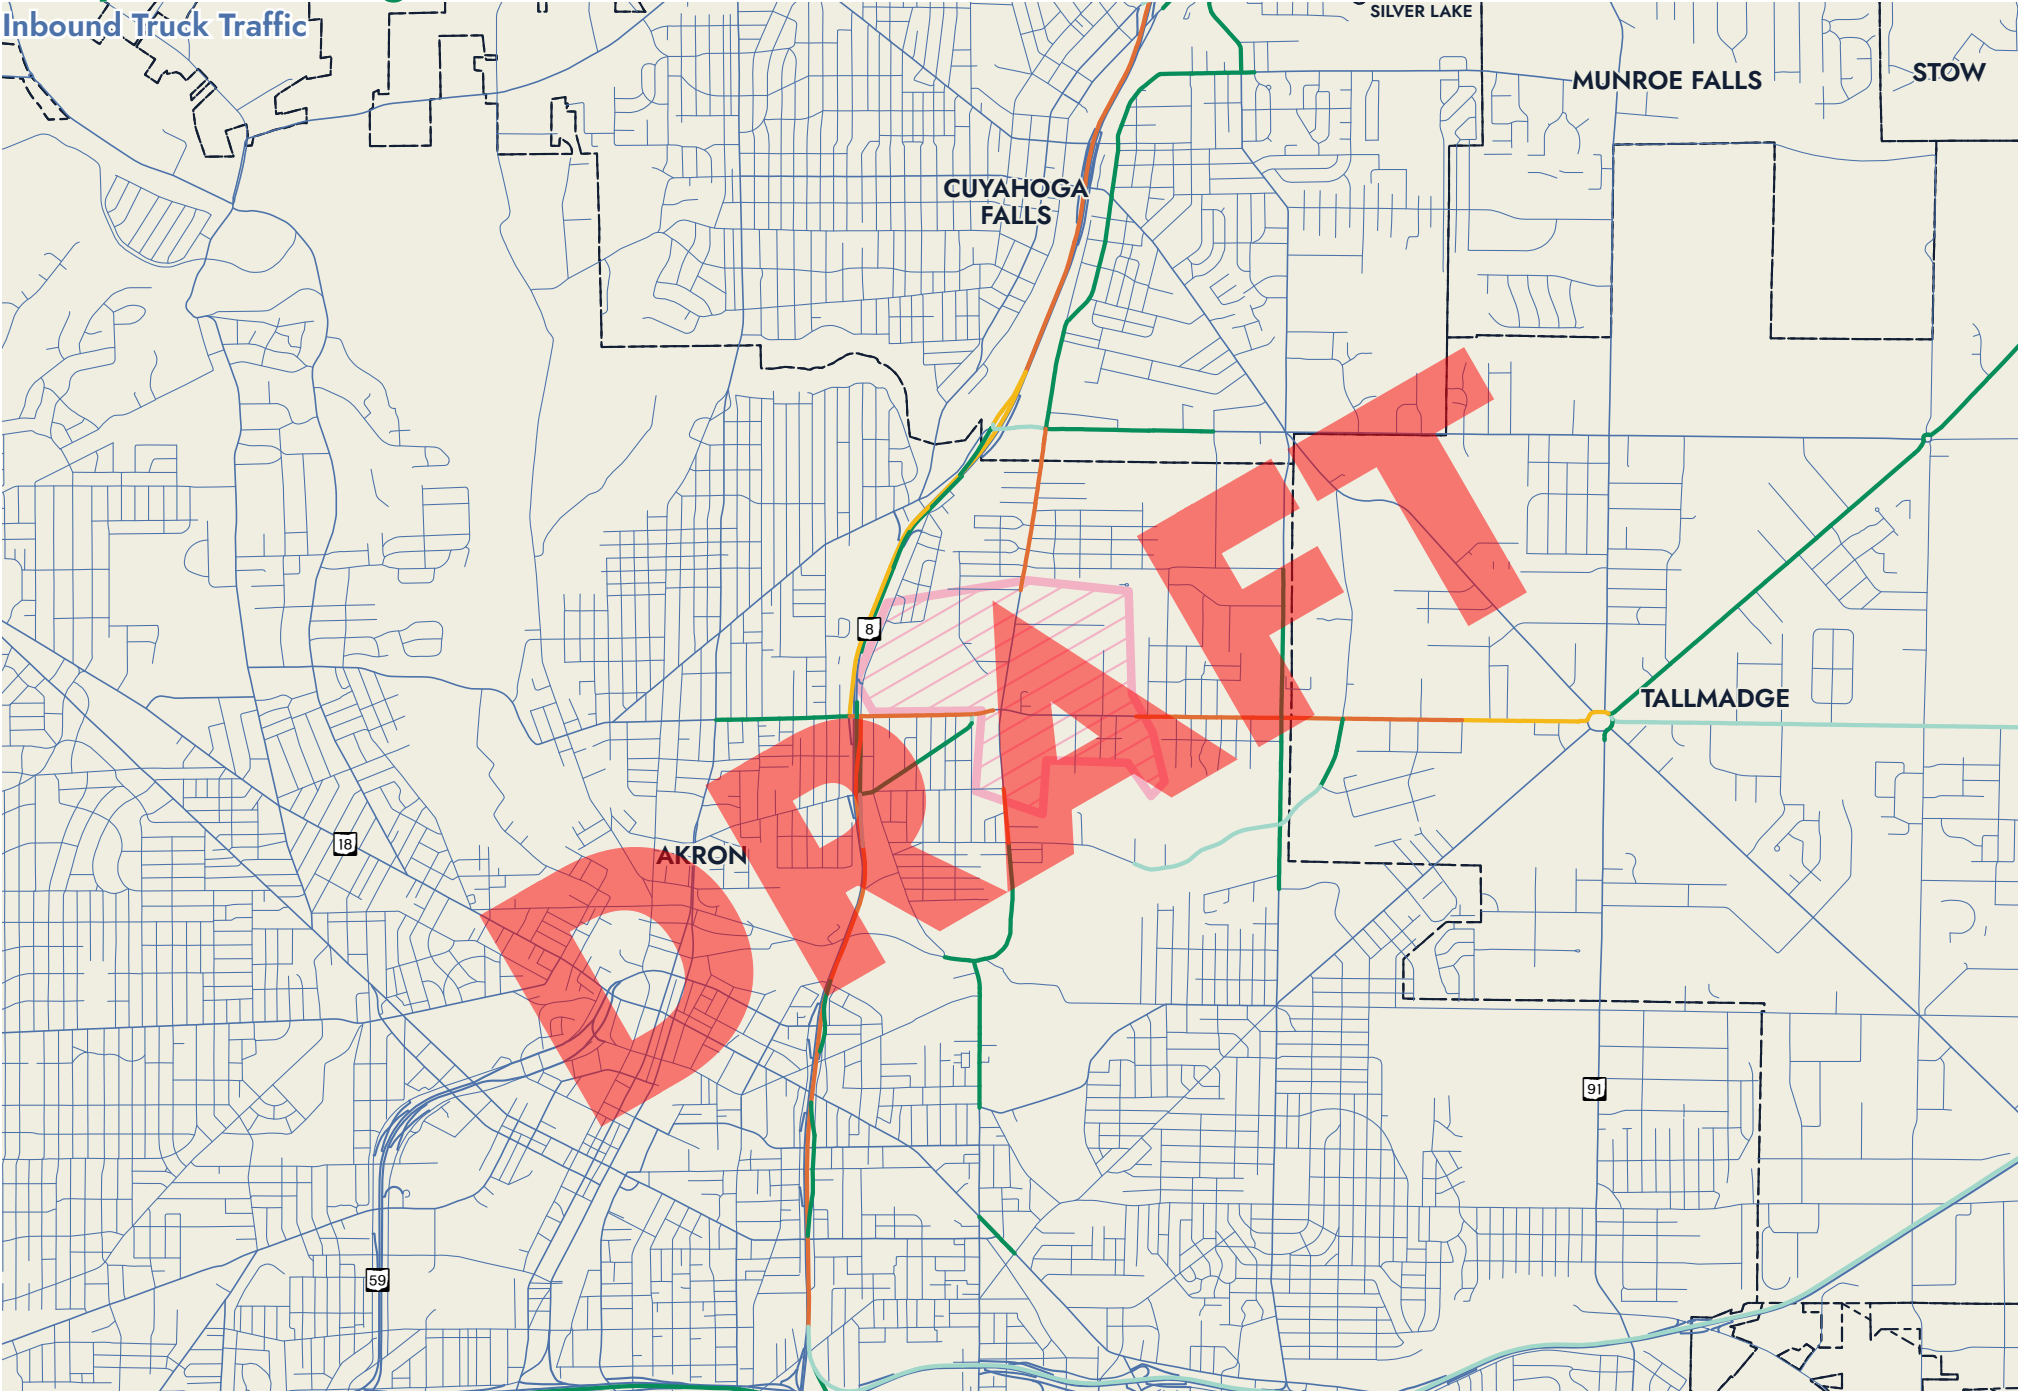 SILVER LAKE
Inbound Truck Traffic
MUNROE FALLS
STOW
CUYAHOGA
FALLS
8
TALLMADGE
18
AKRON
DRAFT
91
59